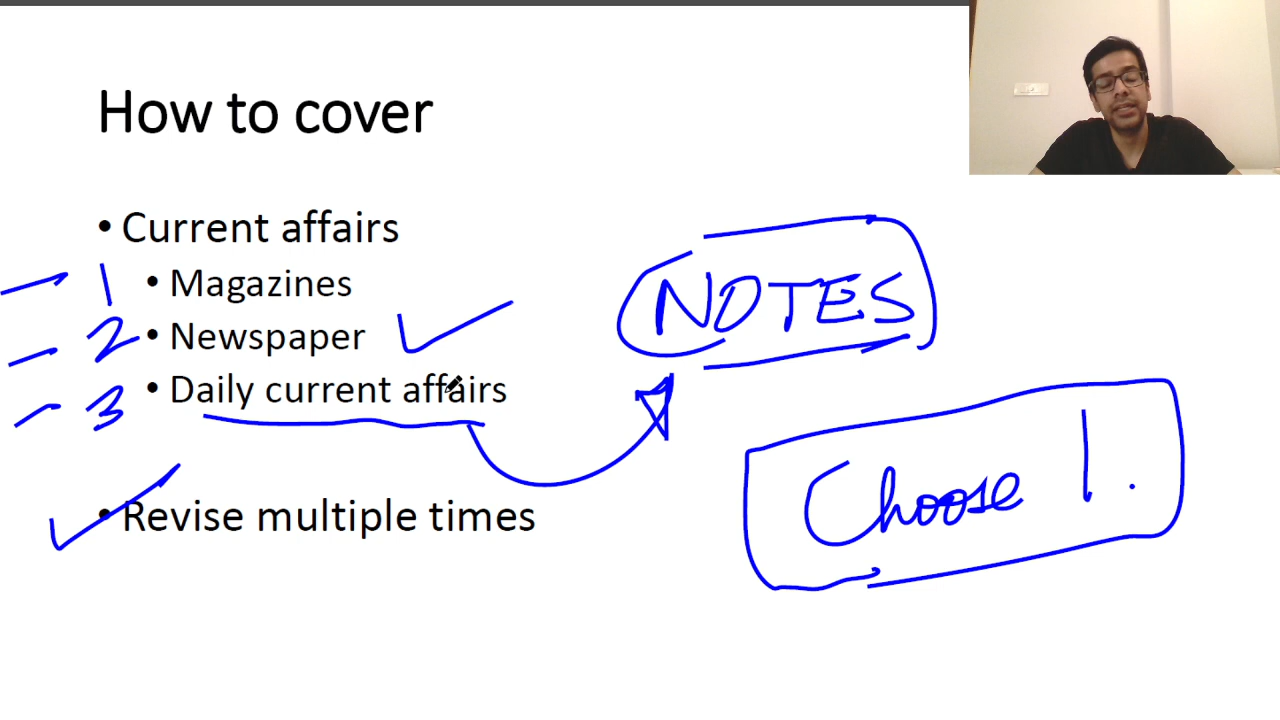 How to cover
• Current affairs
1 • Magazines
2 • Newspaper
3 • Daily current affairs
• Revise multiple times
NOTES
Choose 1.